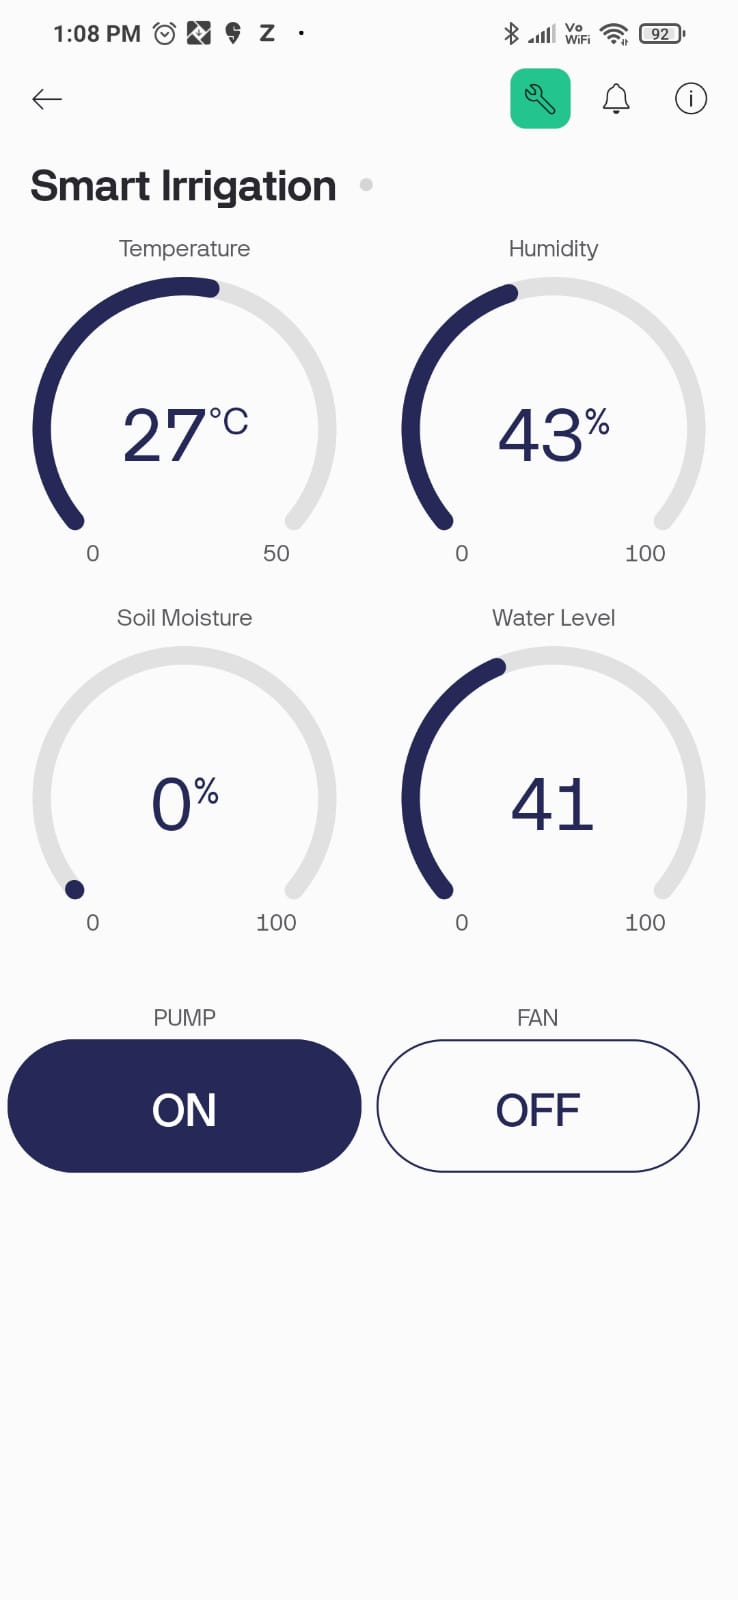 1:08 PM Z Vo WiFi 92
Smart Irrigation
Temperature Humidity
27°C 43%
0 50 0 100
Soil Moisture Water Level
0% 41
0 100 0 100
PUMP FAN
ON OFF